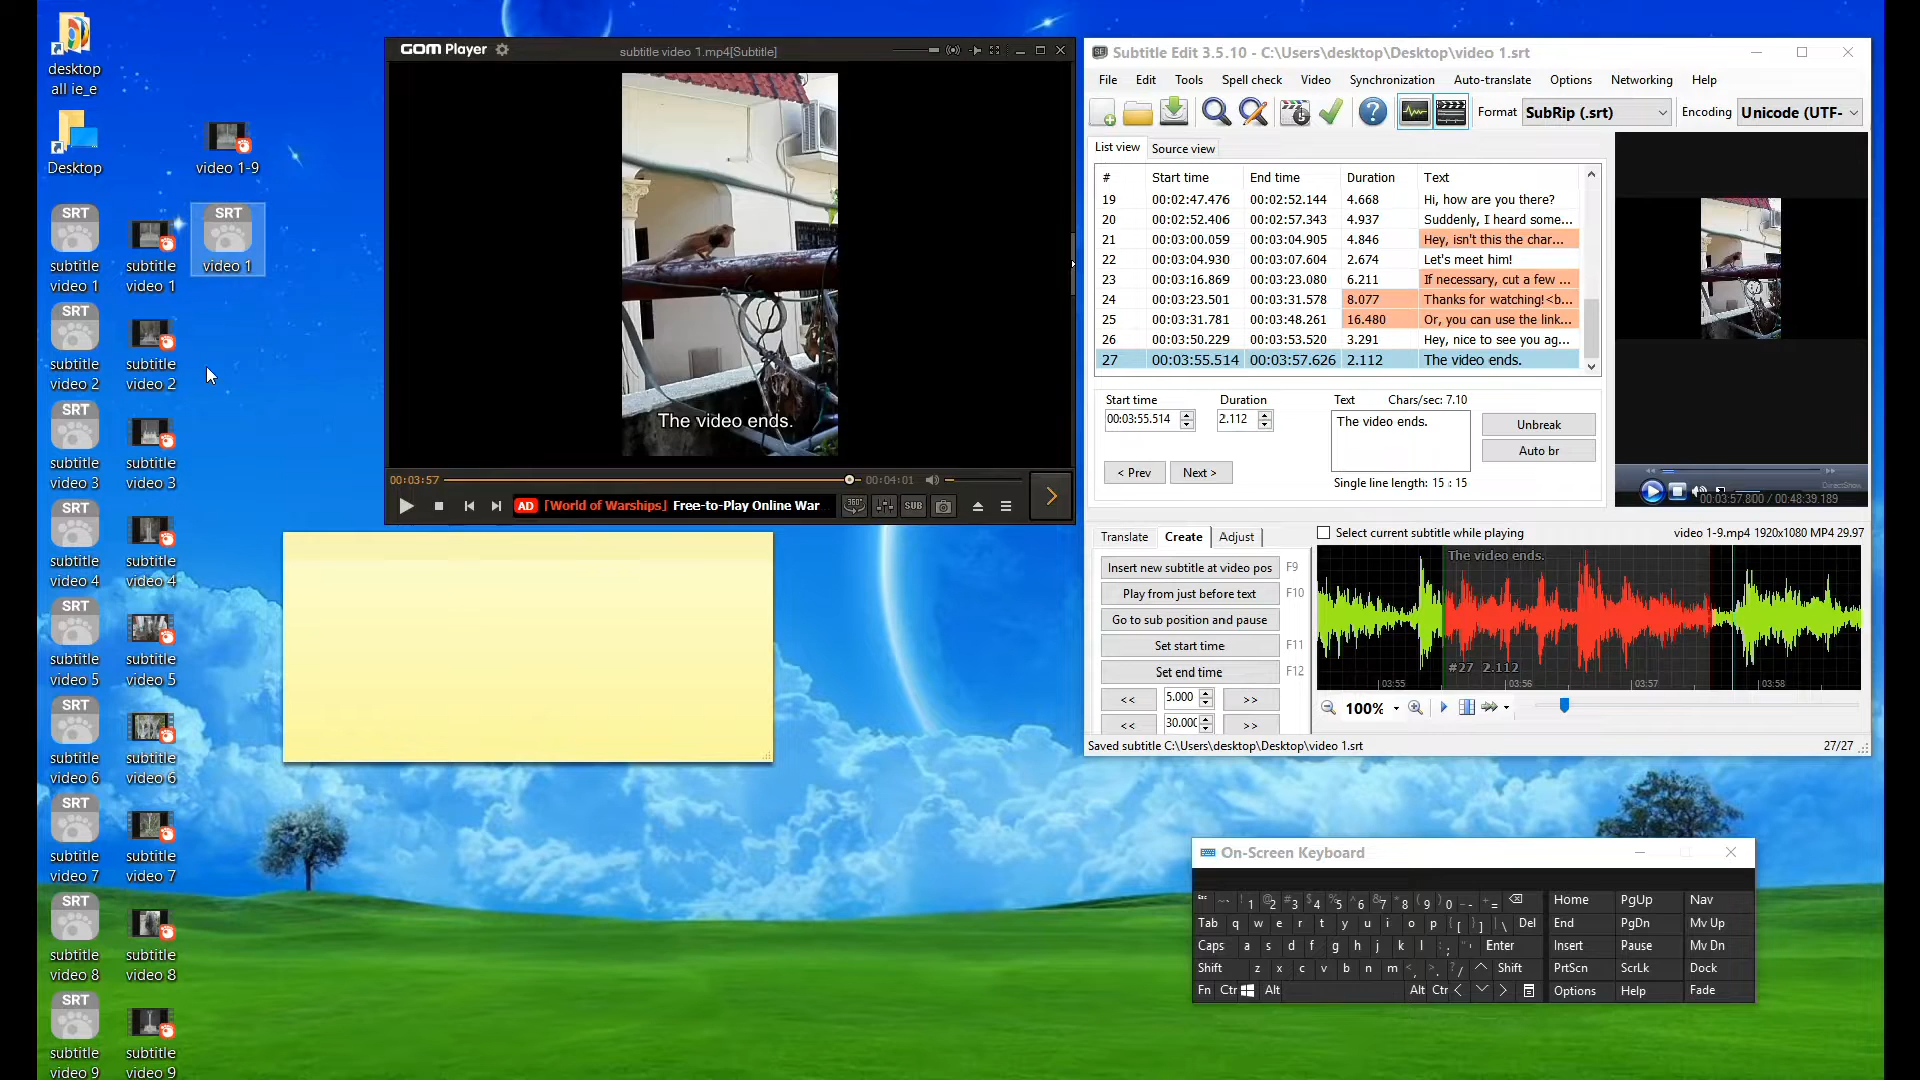 desktop
all ie_e
Desktop
video 1-9
SRT
subtitle
video 1
subtitle
video 1
SRT
video 1
SRT
subtitle
video 2
subtitle
video 2
SRT
subtitle
video 3
subtitle
video 3
SRT
subtitle
video 4
subtitle
video 4
SRT
subtitle
video 5
subtitle
video 5
SRT
subtitle
video 6
subtitle
video 6
SRT
subtitle
video 7
subtitle
video 7
SRT
subtitle
video 8
subtitle
video 8
SRT
subtitle
video 9
subtitle
video 9
GOM Player
subtitle video 1.mp4[Subtitle]
The video ends.
00:03:57
00:04:01
AD [World of Warships] Free-to-Play Online War
360°
SUB
SE Subtitle Edit 3.5.10 - C:\Users\desktop\Desktop\video 1.srt
File Edit Tools Spell check Video Synchronization Auto-translate Options Networking Help
Format SubRip (.srt) Encoding Unicode (UTF-
List view Source view
# Start time End time Duration Text
19 00:02:47.476 00:02:52.144 4.668 Hi, how are you there?
20 00:02:52.406 00:02:57.343 4.937 Suddenly, I heard some...
21 00:03:00.059 00:03:04.905 4.846 Hey, isn't this the char...
22 00:03:04.930 00:03:07.604 2.674 Let's meet him!
23 00:03:16.869 00:03:23.080 6.211 If necessary, cut a few ...
24 00:03:23.501 00:03:31.578 8.077 Thanks for watching!<b...
25 00:03:31.781 00:03:48.261 16.480 Or, you can use the link...
26 00:03:50.229 00:03:53.520 3.291 Hey, nice to see you ag...
27 00:03:55.514 00:03:57.626 2.112 The video ends.
Start time Duration Text Chars/sec: 7.10
00:03:55.514 2.112 The video ends.
Unbreak
Auto br
< Prev Next >
Single line length: 15 : 15
DirectShow
00:03:57.800 / 00:48:39.189
Translate Create Adjust
Select current subtitle while playing
video 1-9.mp4 1920x1080 MP4 29.97
Insert new subtitle at video pos F9
Play from just before text F10
Go to sub position and pause
Set start time F11
Set end time F12
<< 5.000 >>
<< 30.000 >>
The video ends.
#27 2.112
03:55 03:56 03:57 03:58
100%
Saved subtitle C:\Users\desktop\Desktop\video 1.srt
27/27
On-Screen Keyboard
Esc ~ ` ! 1 @ 2 # 3 $ 4 % 5 ^ 6 & 7 * 8 ( 9 ) 0 _ - + = Home PgUp Nav
Tab q w e r t y u i o p { [ } ] | \ Del End PgDn Mv Up
Caps a s d f g h j k l : ; " ' Enter Insert Pause Mv Dn
Shift z x c v b n m < , > . ? / Shift PrtScn ScrLk Dock
Fn Ctr Alt Alt Ctr Options Help Fade